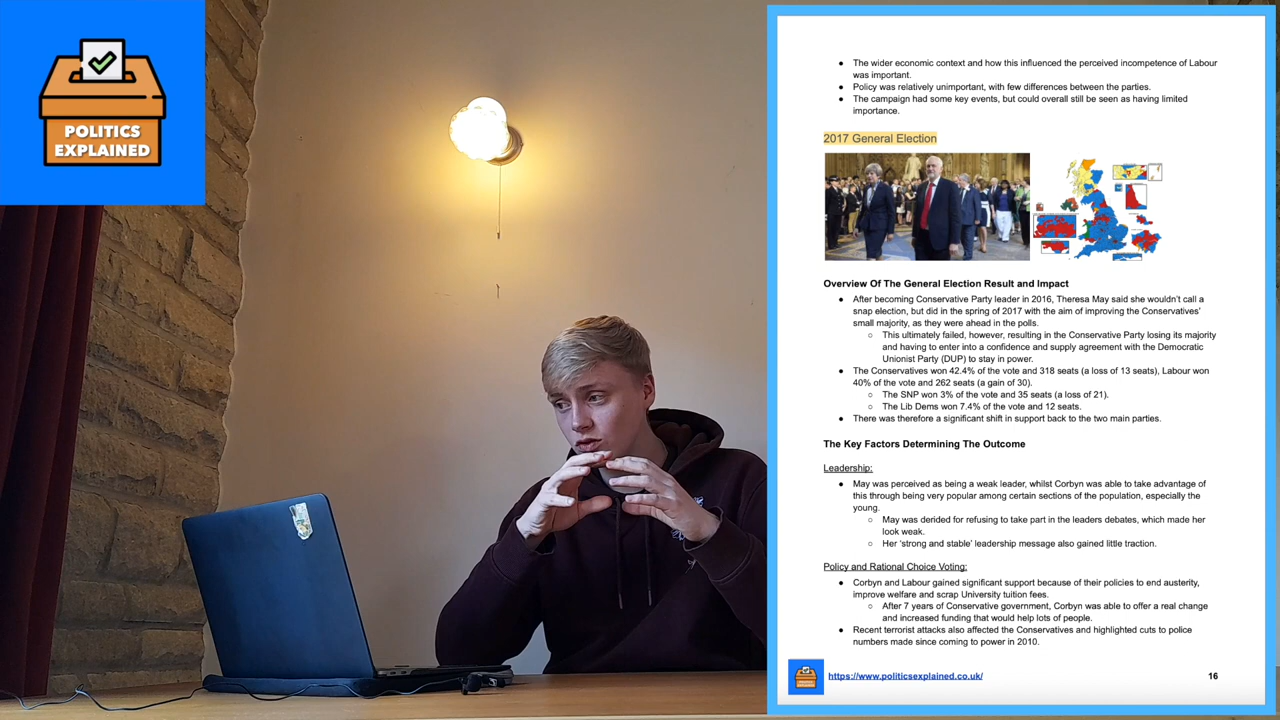 POLITICS
EXPLAINED
● The wider economic context and how this influenced the perceived incompetence of Labour
was important.
● Policy was relatively unimportant, with few differences between the parties.
● The campaign had some key events, but could overall still be seen as having limited
importance.
2017 General Election
Overview Of The General Election Result and Impact
● After becoming Conservative Party leader in 2016, Theresa May said she wouldn't call a
snap election, but did in the spring of 2017 with the aim of improving the Conservatives'
small majority, as they were ahead in the polls.
○ This ultimately failed, however, resulting in the Conservative Party losing its majority
and having to enter into a confidence and supply agreement with the Democratic
Unionist Party (DUP) to stay in power.
● The Conservatives won 42.4% of the vote and 318 seats (a loss of 13 seats), Labour won
40% of the vote and 262 seats (a gain of 30).
○ The SNP won 3% of the vote and 35 seats (a loss of 21).
○ The Lib Dems won 7.4% of the vote and 12 seats.
● There was therefore a significant shift in support back to the two main parties.
The Key Factors Determining The Outcome
Leadership:
● May was perceived as being a weak leader, whilst Corbyn was able to take advantage of
this through being very popular among certain sections of the population, especially the
young.
○ May was derided for refusing to take part in the leaders debates, which made her
look weak.
○ Her 'strong and stable' leadership message also gained little traction.
Policy and Rational Choice Voting:
● Corbyn and Labour gained significant support because of their policies to end austerity,
improve welfare and scrap University tuition fees.
○ After 7 years of Conservative government, Corbyn was able to offer a real change
and increased funding that would help lots of people.
● Recent terrorist attacks also affected the Conservatives and highlighted cuts to police
numbers made since coming to power in 2010.
https://www.politicsexplained.co.uk/ 16